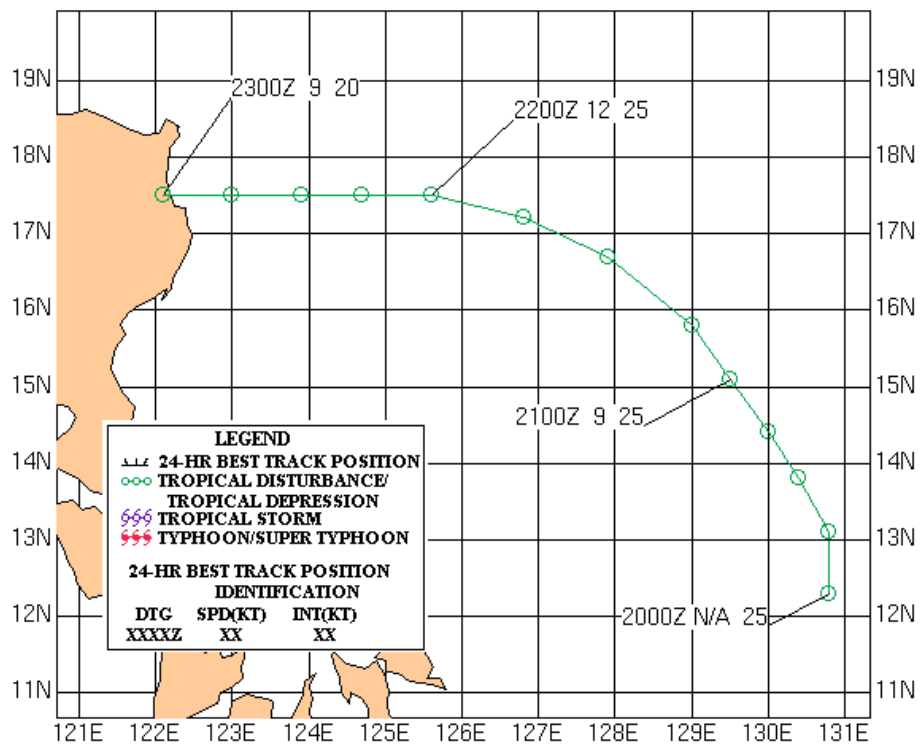 2300Z 9 20
2200Z 12 25
2100Z 9 25
2000Z N/A 25
19N
18N
17N
16N
15N
14N
13N
12N
11N
19N
18N
17N
16N
15N
14N
13N
12N
11N
LEGEND
24-HR BEST TRACK POSITION
TROPICAL DISTURBANCE/
TROPICAL DEPRESSION
TROPICAL STORM
TYPHOON/SUPER TYPHOON
24-HR BEST TRACK POSITION
IDENTIFICATION
DTG SPD(KT) INT(KT)
XXXXZ XX XX
121E 122E 123E 124E 125E 126E 127E 128E 129E 130E 131E